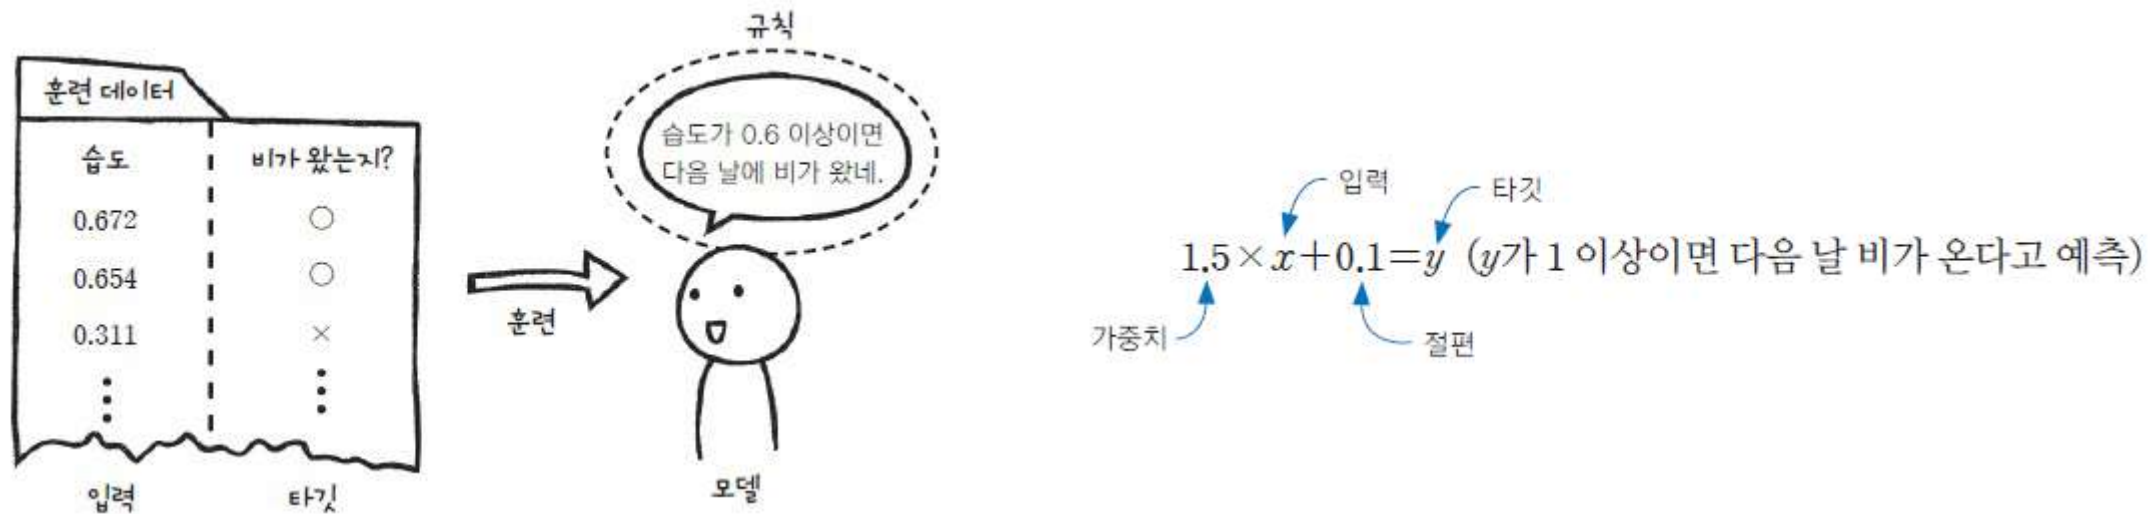 훈련 데이터
습도 비가 왔는지?
0.672 ○
0.654 ○
0.311 ×
입력 타깃
훈련
규칙
습도가 0.6 이상이면
다음 날에 비가 왔네.
모델
입력 타깃
1.5×x+0.1=y (y가 1 이상이면 다음 날 비가 온다고 예측)
가중치 절편